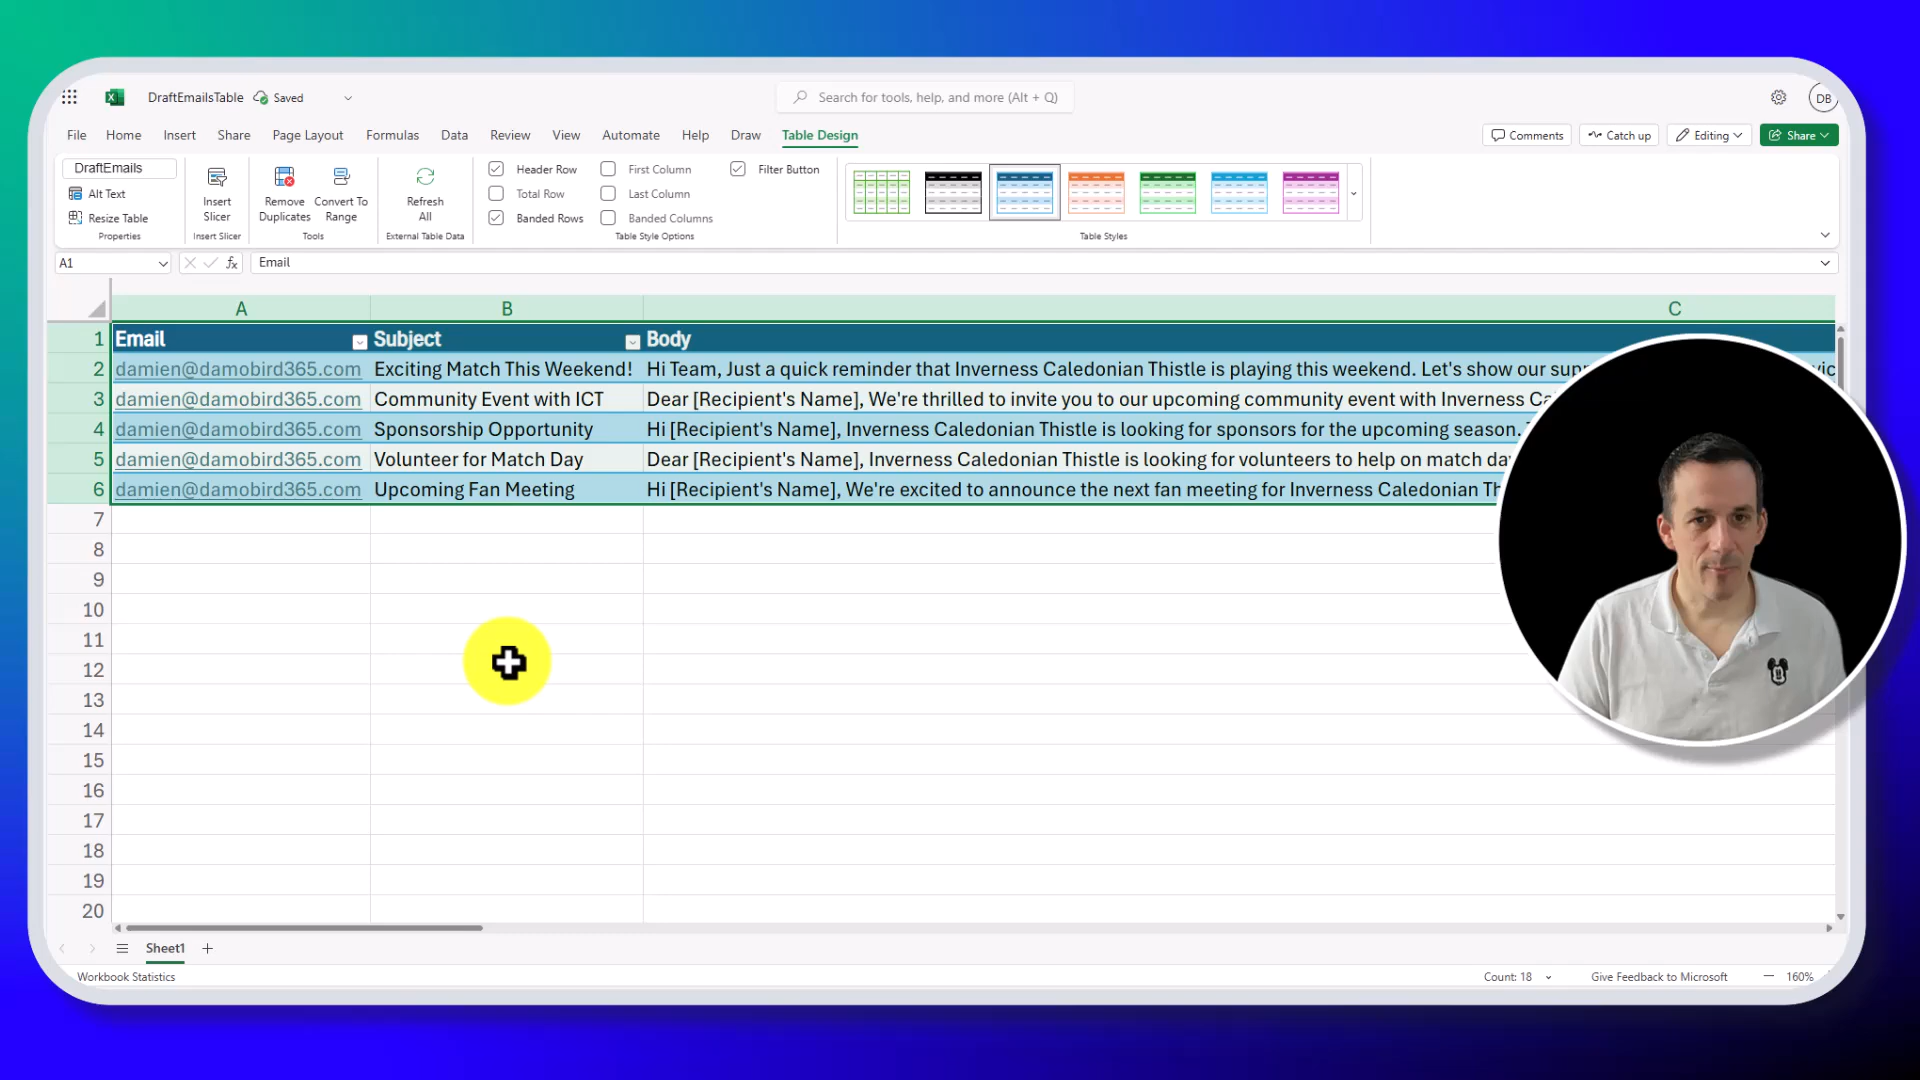 DraftEmailsTable Saved
Search for tools, help, and more (Alt + Q)
DB
File Home Insert Share Page Layout Formulas Data Review View Automate Help Draw Table Design
Comments Catch up Editing Share
DraftEmails
Alt Text
Resize Table
Properties
Insert Slicer
Insert Slicer
Remove Duplicates
Convert To Range
Tools
Refresh All
External Table Data
Header Row First Column Filter Button
Total Row Last Column
Banded Rows Banded Columns
Table Style Options
Table Styles
A1 fx Email
A B C
1 Email Subject Body
2 damien@damobird365.com Exciting Match This Weekend! Hi Team, Just a quick reminder that Inverness Caledonian Thistle is playing this weekend. Let's show our
3 damien@damobird365.com Community Event with ICT Dear [Recipient's Name], We're thrilled to invite you to our upcoming community event with Inverness
4 damien@damobird365.com Sponsorship Opportunity Hi [Recipient's Name], Inverness Caledonian Thistle is looking for sponsors for the upcoming season.
5 damien@damobird365.com Volunteer for Match Day Dear [Recipient's Name], Inverness Caledonian Thistle is looking for volunteers to help on match
6 damien@damobird365.com Upcoming Fan Meeting Hi [Recipient's Name], We're excited to announce the next fan meeting for Inverness Caledonian
7
8
9
10
11
12
13
14
15
16
17
18
19
20
Sheet1
Workbook Statistics
Count: 18
Give Feedback to Microsoft
160%